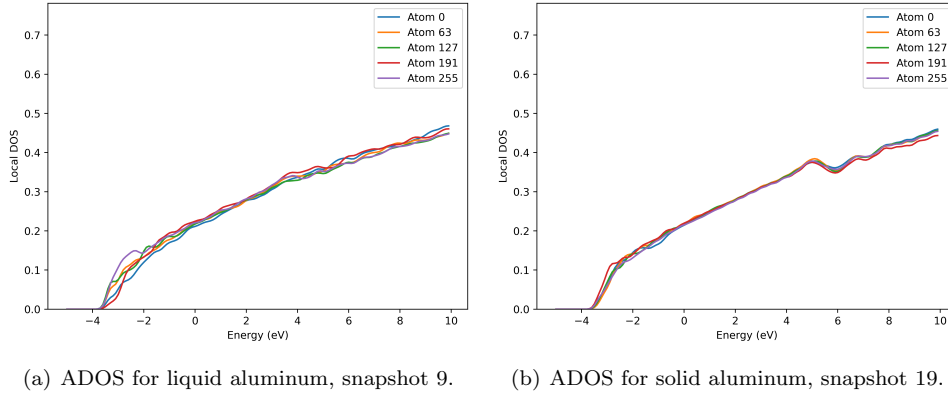 Atom 0
Atom 63
Atom 127
Atom 191
Atom 255
0.7
0.6
0.5
0.4
0.3
0.2
0.1
0.0
Local DOS
−4 −2 0 2 4 6 8 10
Energy (eV)
(a) ADOS for liquid aluminum, snapshot 9.
Atom 0
Atom 63
Atom 127
Atom 191
Atom 255
0.7
0.6
0.5
0.4
0.3
0.2
0.1
0.0
Local DOS
−4 −2 0 2 4 6 8 10
Energy (eV)
(b) ADOS for solid aluminum, snapshot 19.